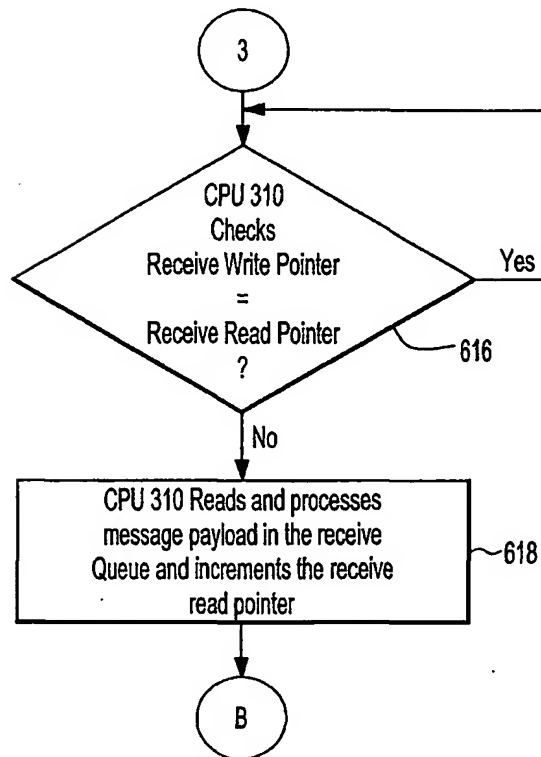 3
CPU 310
Checks
Receive Write Pointer
=
Receive Read Pointer
?
Yes
616
No
CPU 310 Reads and processes
message payload in the receive
Queue and increments the receive
read pointer
618
B